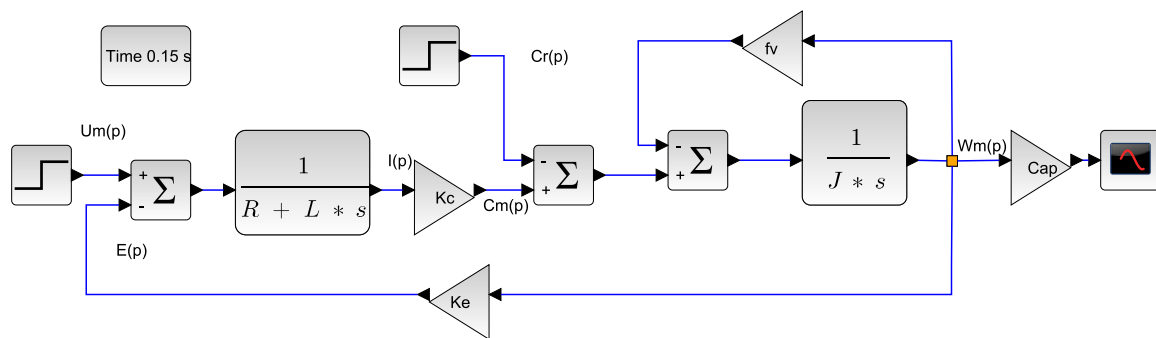 Time 0.15 s
Cr(p)
fv
Um(p)
+
-
Σ
E(p)
1
R + L * s
I(p)
Kc
Cm(p)
-
+
Σ
-
+
Σ
1
J * s
Wm(p)
Cap
Ke